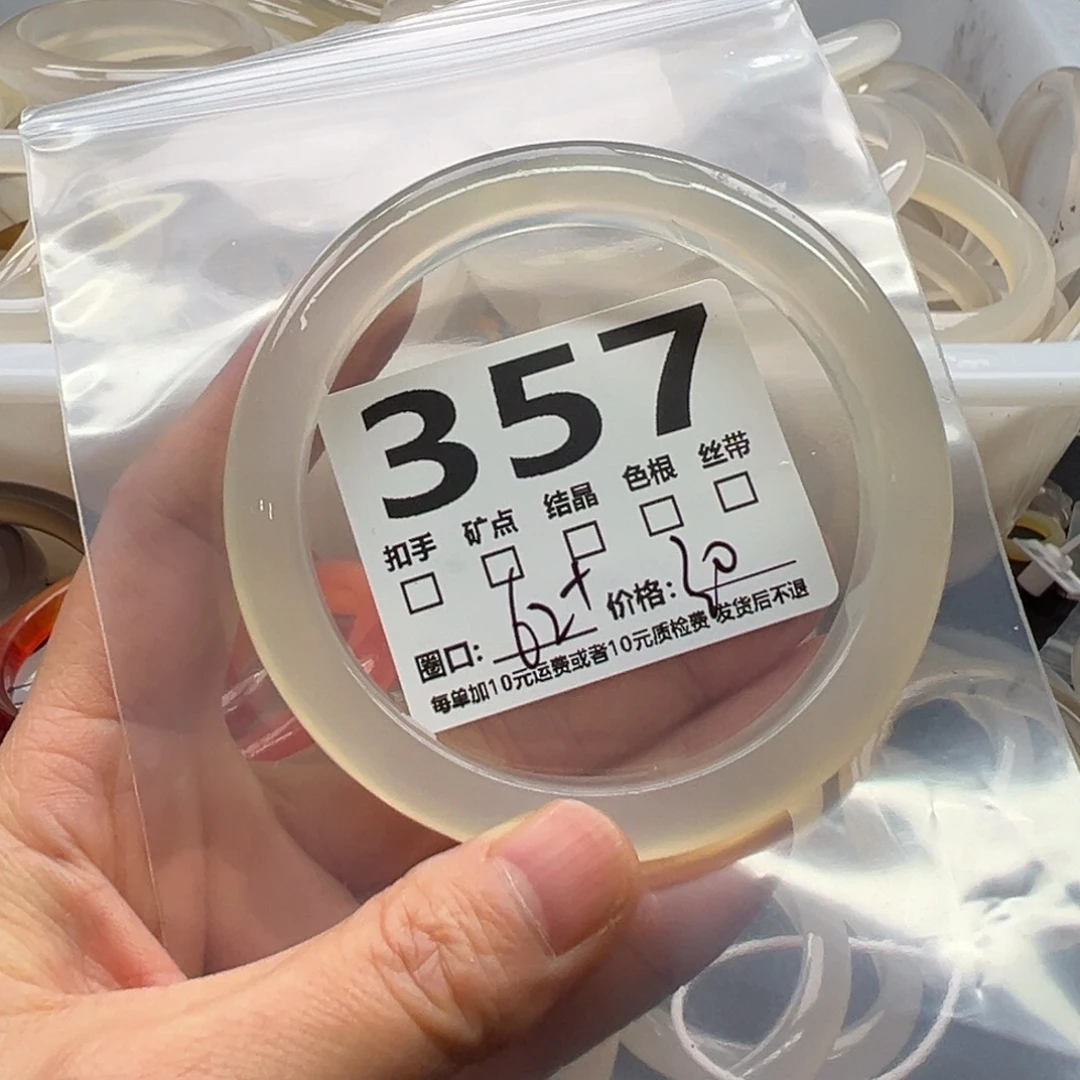 357
扣手 矿点 结晶 色根 丝带
圈口: 62+ 价格:
每单加10元运费或者10元质检费 发货后不退